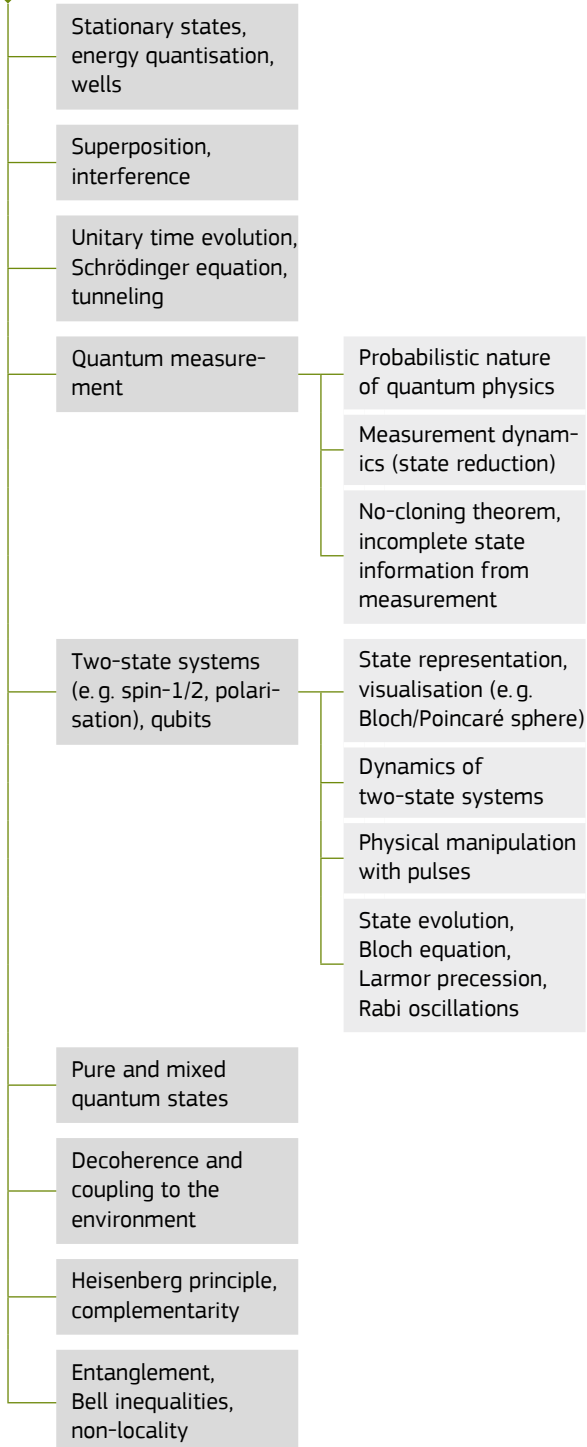 Stationary states,
energy quantisation,
wells
Superposition,
interference
Unitary time evolution,
Schrödinger equation,
tunneling
Quantum measure-
ment
Probabilistic nature
of quantum physics
Measurement dynam-
ics (state reduction)
No-cloning theorem,
incomplete state
information from
measurement
Two-state systems
(e. g. spin-1/2, polari-
sation), qubits
State representation,
visualisation (e. g.
Bloch/Poincaré sphere)
Dynamics of
two-state systems
Physical manipulation
with pulses
State evolution,
Bloch equation,
Larmor precession,
Rabi oscillations
Pure and mixed
quantum states
Decoherence and
coupling to the
environment
Heisenberg principle,
complementarity
Entanglement,
Bell inequalities,
non-locality